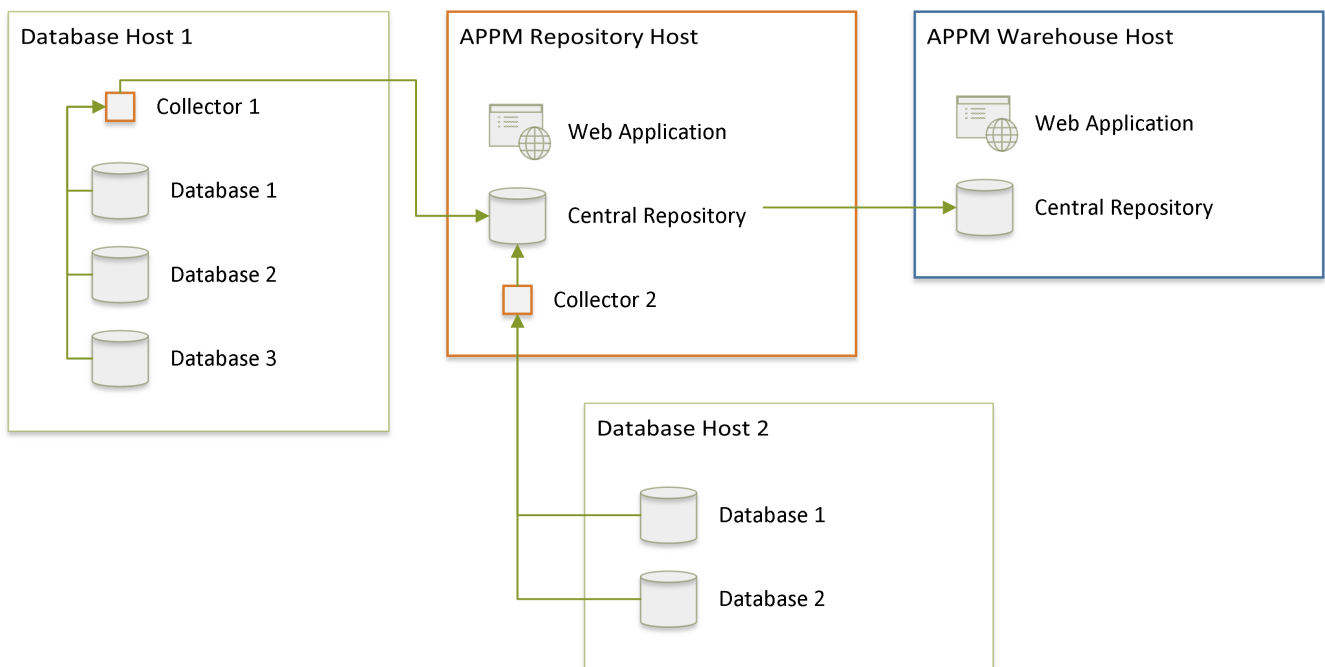 Database Host 1
Collector 1
Database 1
Database 2
Database 3
APPM Repository Host
Web Application
Central Repository
Collector 2
APPM Warehouse Host
Web Application
Central Repository
Database Host 2
Database 1
Database 2